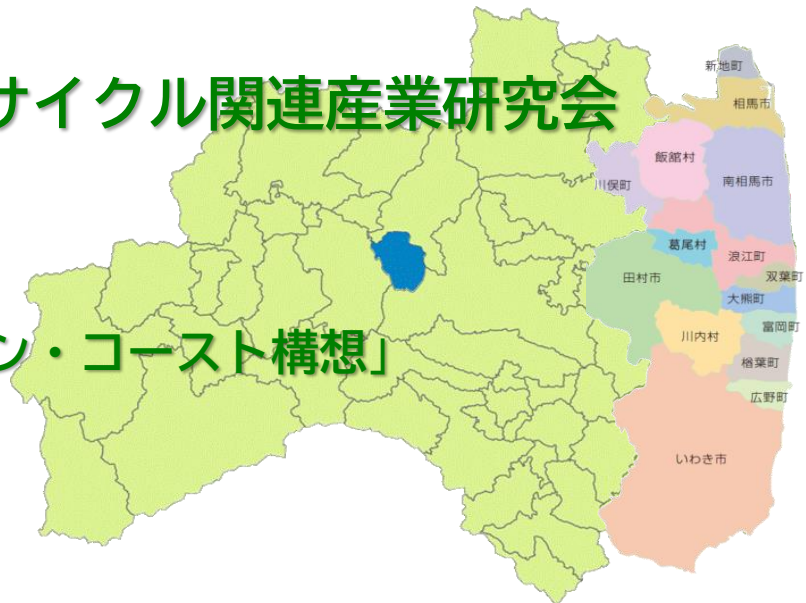 サイクル関連産業研究会
ン・コースト構想」
新地町
相馬市
飯舘村
川俣町
南相馬市
葛尾村
浪江町
双葉町
田村市
大熊町
富岡町
川内村
楢葉町
広野町
いわき市